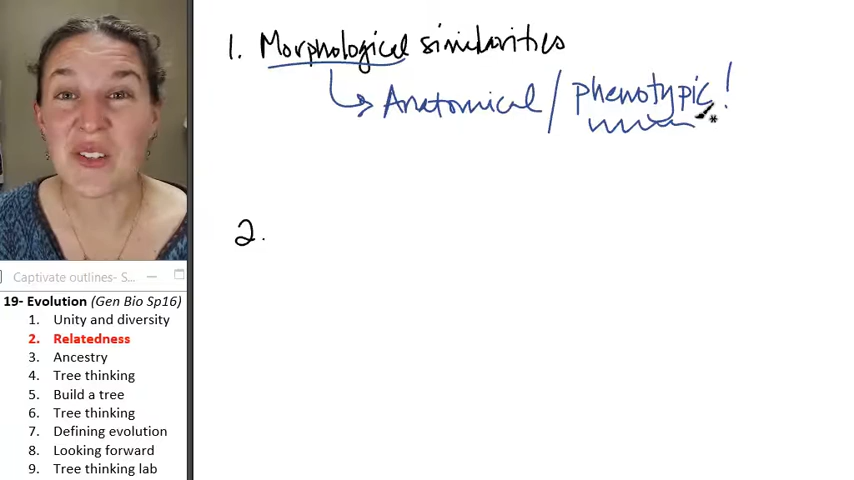 1. Morphological similarities
↳ Anatomical / phenotypic!
2.
Captivate outlines- S...
19- Evolution (Gen Bio Sp16)
1. Unity and diversity
2. Relatedness
3. Ancestry
4. Tree thinking
5. Build a tree
6. Tree thinking
7. Defining evolution
8. Looking forward
9. Tree thinking lab